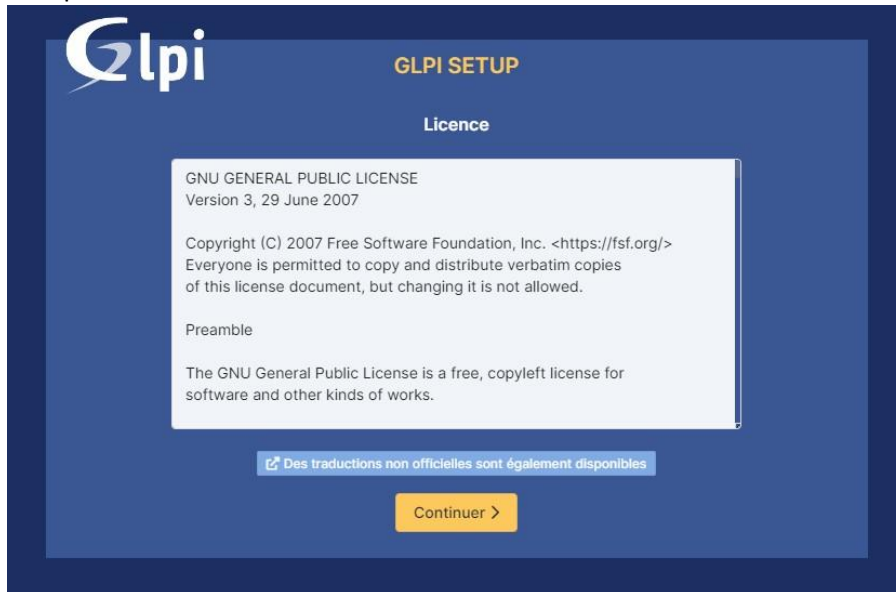 Glpi
GLPI SETUP
Licence
GNU GENERAL PUBLIC LICENSE
Version 3, 29 June 2007
Copyright (C) 2007 Free Software Foundation, Inc. <https://fsf.org/>
Everyone is permitted to copy and distribute verbatim copies
of this license document, but changing it is not allowed.
Preamble
The GNU General Public License is a free, copyleft license for
software and other kinds of works.
Des traductions non officielles sont également disponibles
Continuer >